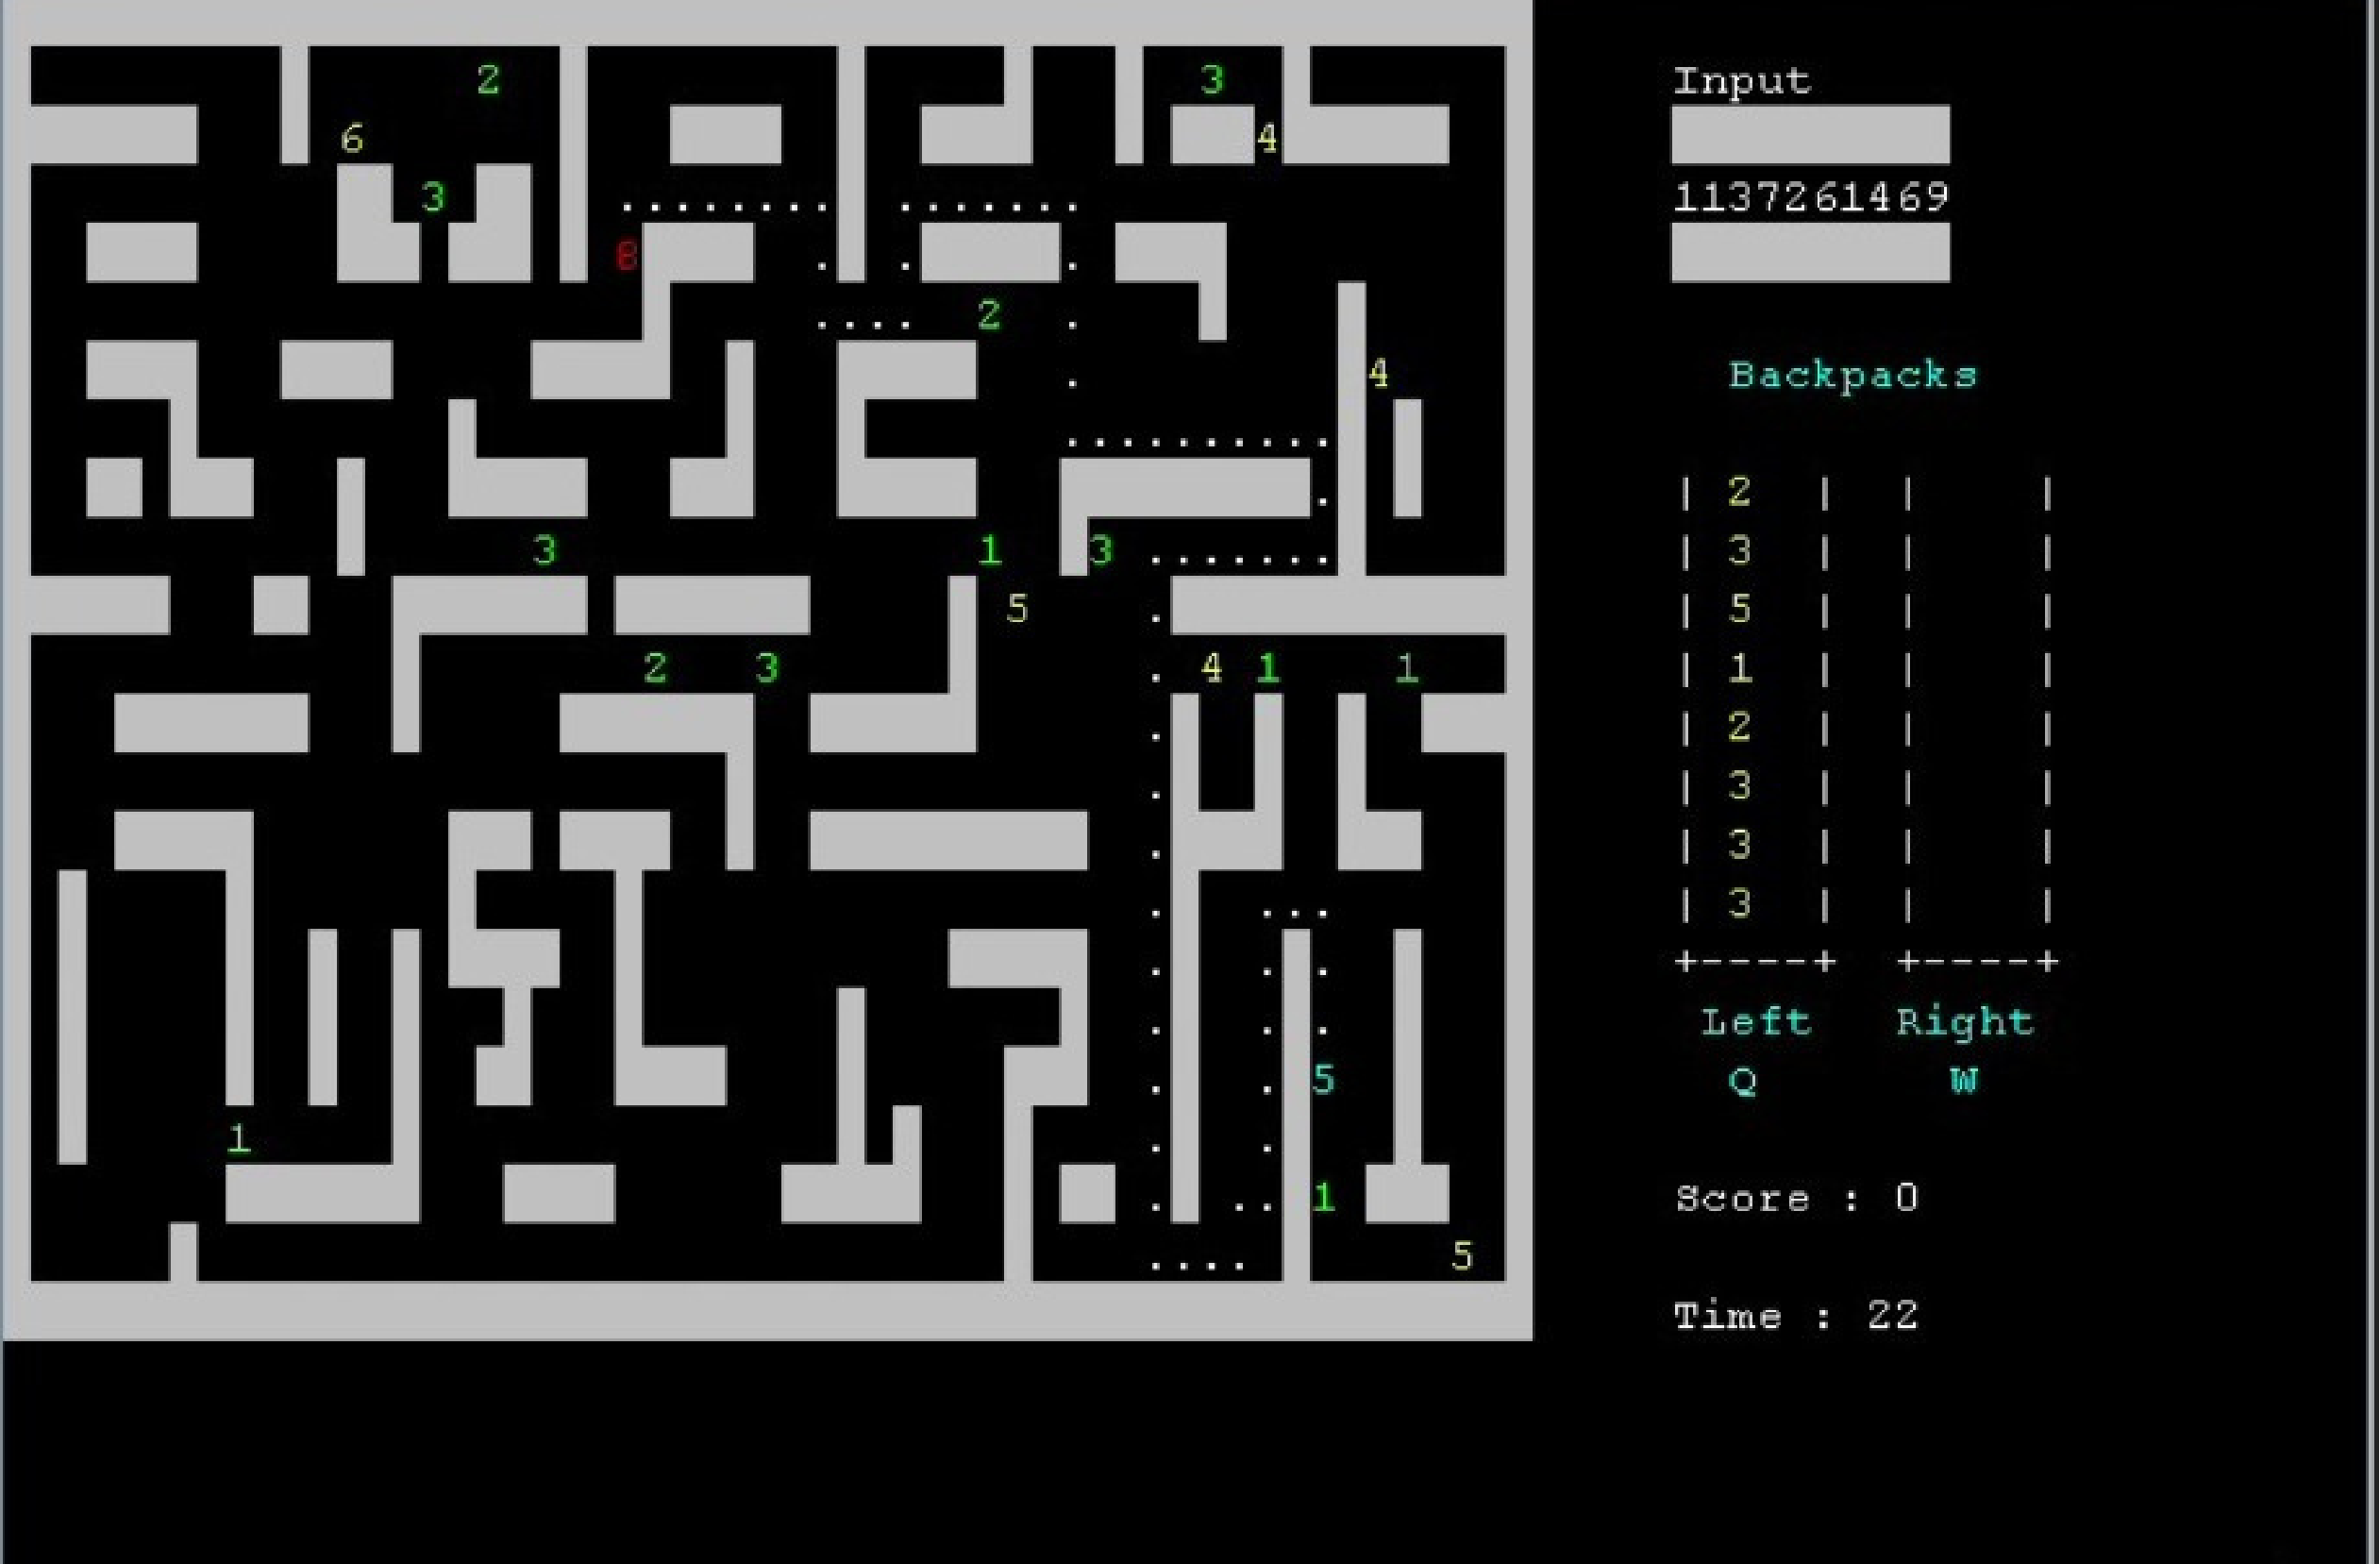 2 3
6 4
3
8
2
4
3 1 3
5
2 3 4 1 1
5
1
1
5
Input
1137261469
Backpacks
| 2 | | |
| 3 | | |
| 5 | | |
| 1 | | |
| 2 | | |
| 3 | | |
| 3 | | |
| 3 | | |
+-----+ +-----+
Left Right
Q W
Score : 0
Time : 22